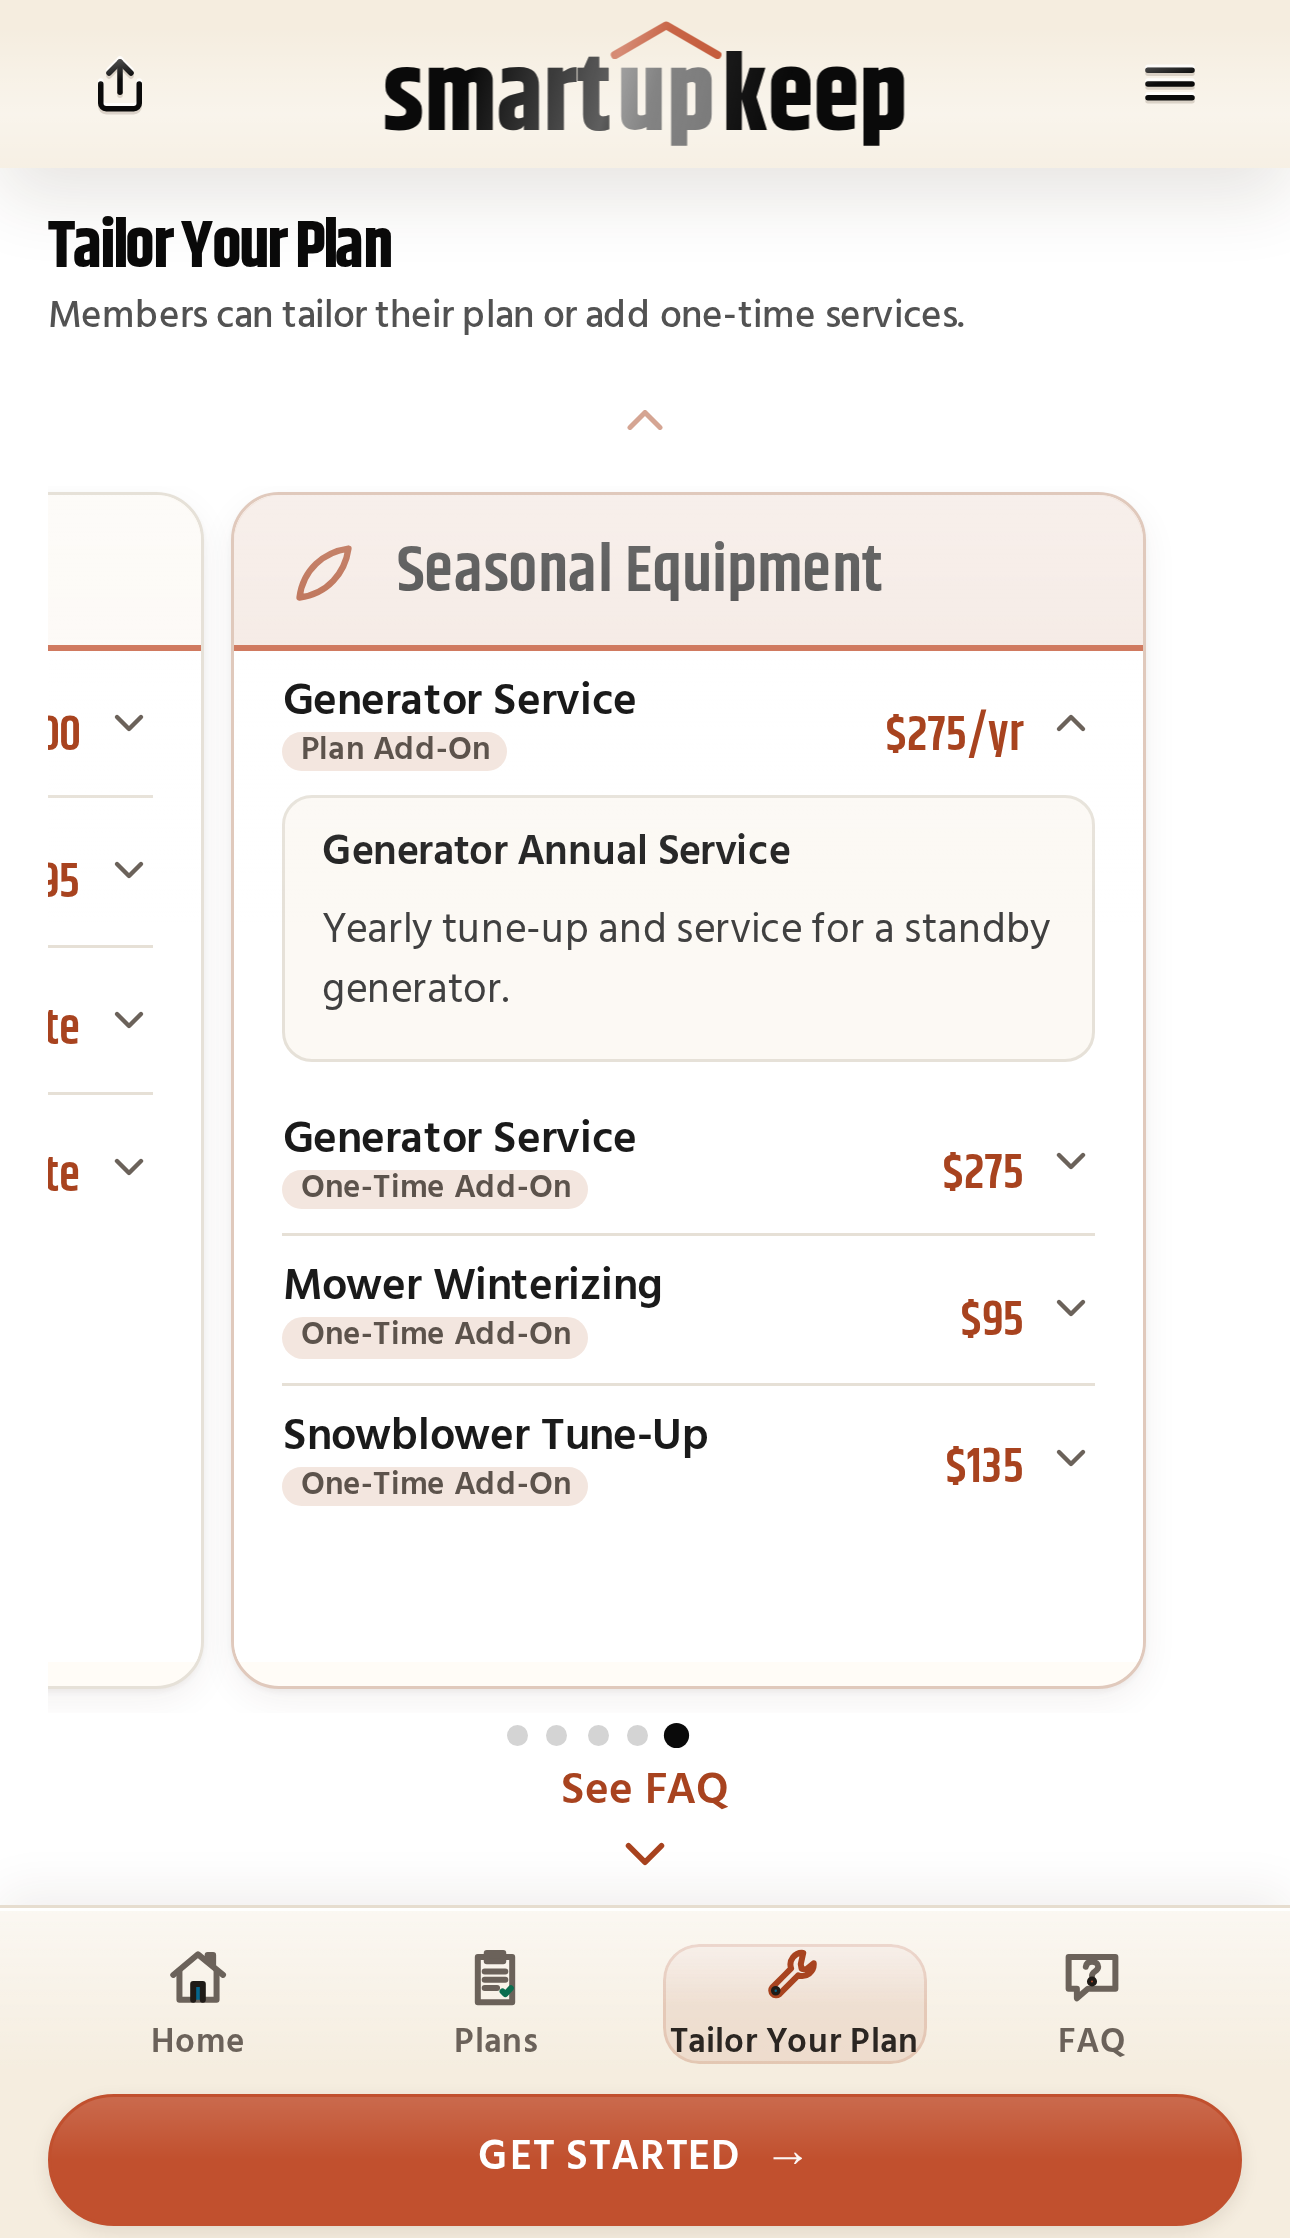 smartupkeep
Tailor Your Plan
Members can tailor their plan or add one-time services.
Seasonal Equipment
Generator Service
Plan Add-On
$275/yr
Generator Annual Service
Yearly tune-up and service for a standby
generator.
Generator Service
One-Time Add-On
$275
Mower Winterizing
One-Time Add-On
$95
Snowblower Tune-Up
One-Time Add-On
$135
See FAQ
Home
Plans
Tailor Your Plan
FAQ
GET STARTED →